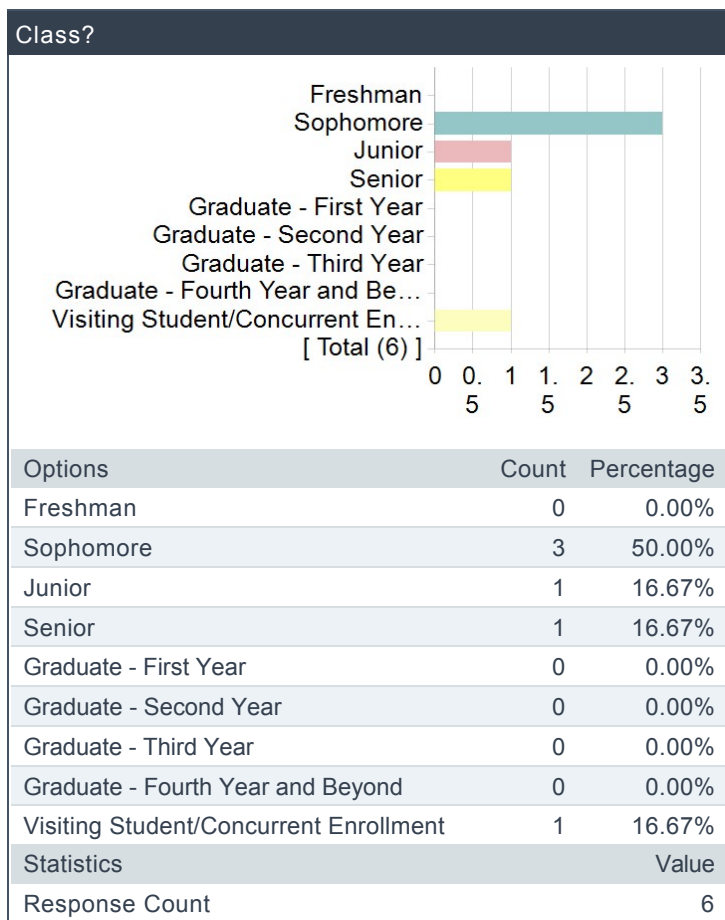 Class?
Freshman
Sophomore
Junior
Senior
Graduate - First Year
Graduate - Second Year
Graduate - Third Year
Graduate - Fourth Year and Be…
Visiting Student/Concurrent En…
[ Total (6) ]
0 0.5 1 1.5 2 2.5 3 3.5
Options Count Percentage
Freshman 0 0.00%
Sophomore 3 50.00%
Junior 1 16.67%
Senior 1 16.67%
Graduate - First Year 0 0.00%
Graduate - Second Year 0 0.00%
Graduate - Third Year 0 0.00%
Graduate - Fourth Year and Beyond 0 0.00%
Visiting Student/Concurrent Enrollment 1 16.67%
Statistics Value
Response Count 6